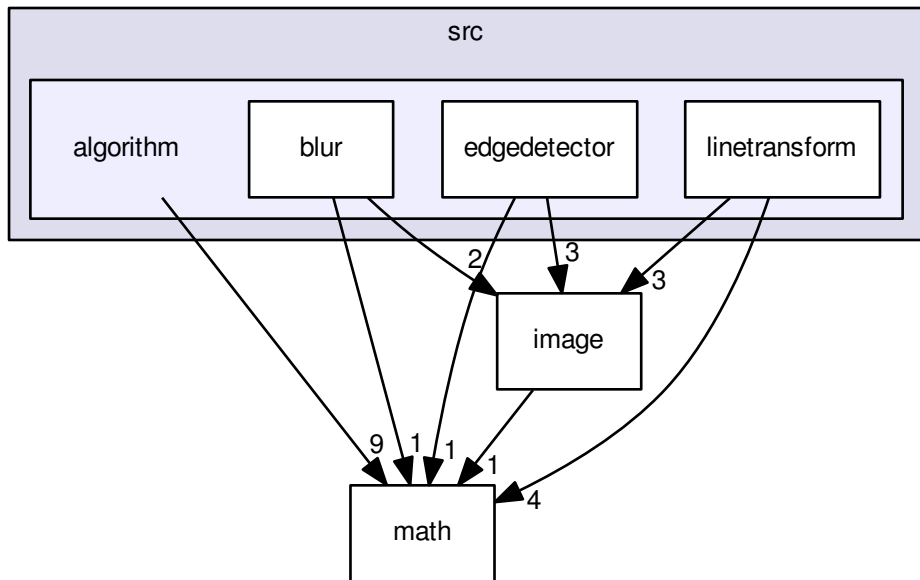 src
algorithm
blur
edgedetector
linetransform
2
3
3
image
9
1
1
1
4
math